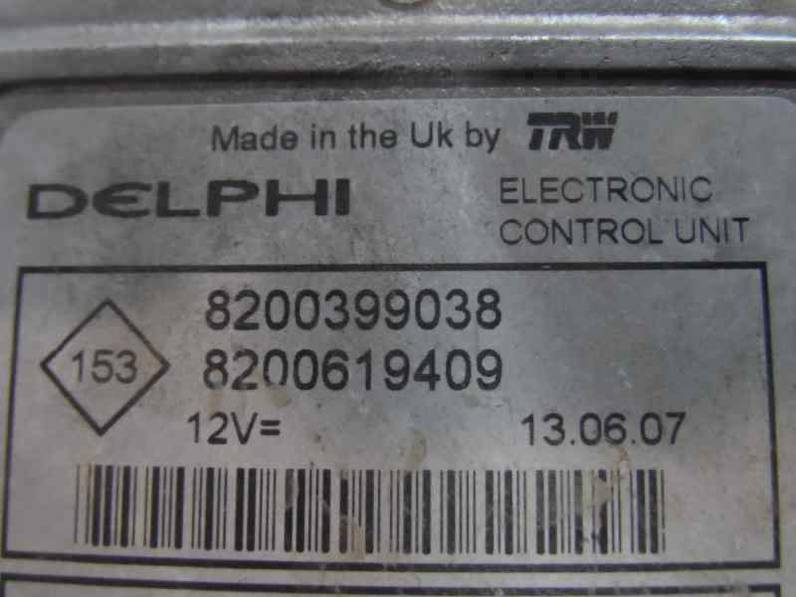 Made in the Uk by TRW
DELPHI ELECTRONIC
CONTROL UNIT
8200399038
153 8200619409
12V= 13.06.07